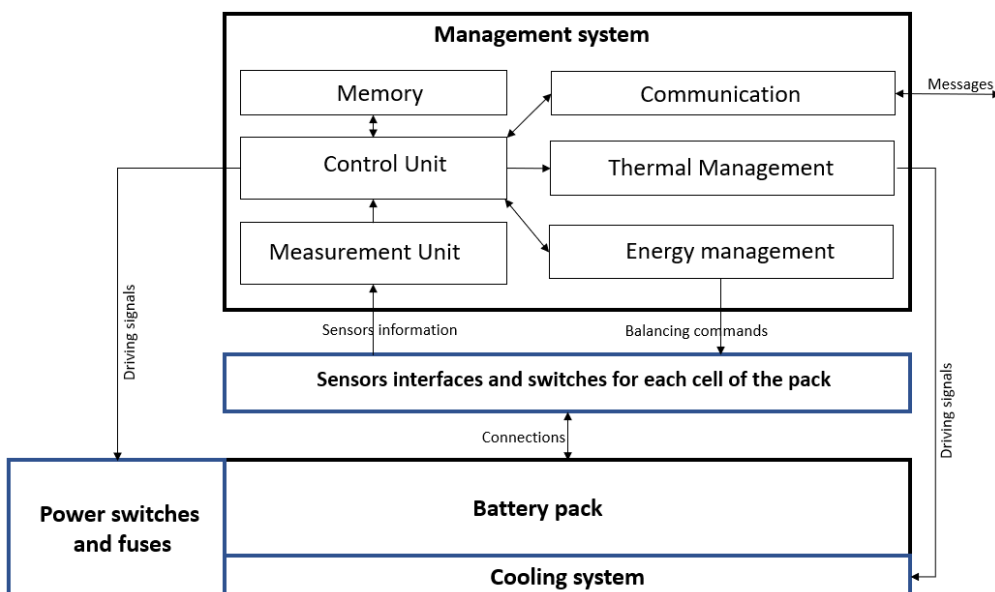 Management system
Memory
Communication
Messages
Control Unit
Thermal Management
Measurement Unit
Energy management
Driving signals
Sensors information
Balancing commands
Sensors interfaces and switches for each cell of the pack
Driving signals
Connections
Power switches
and fuses
Battery pack
Cooling system